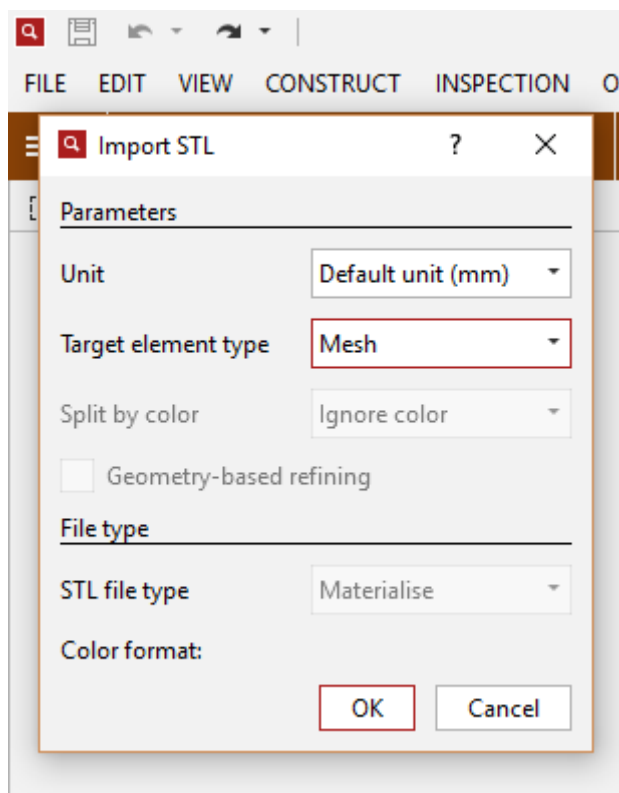 FILE EDIT VIEW CONSTRUCT INSPECTION O
Import STL ?
Parameters
Unit Default unit (mm)
Target element type Mesh
Split by color Ignore color
Geometry-based refining
File type
STL file type Materialise
Color format:
OK Cancel